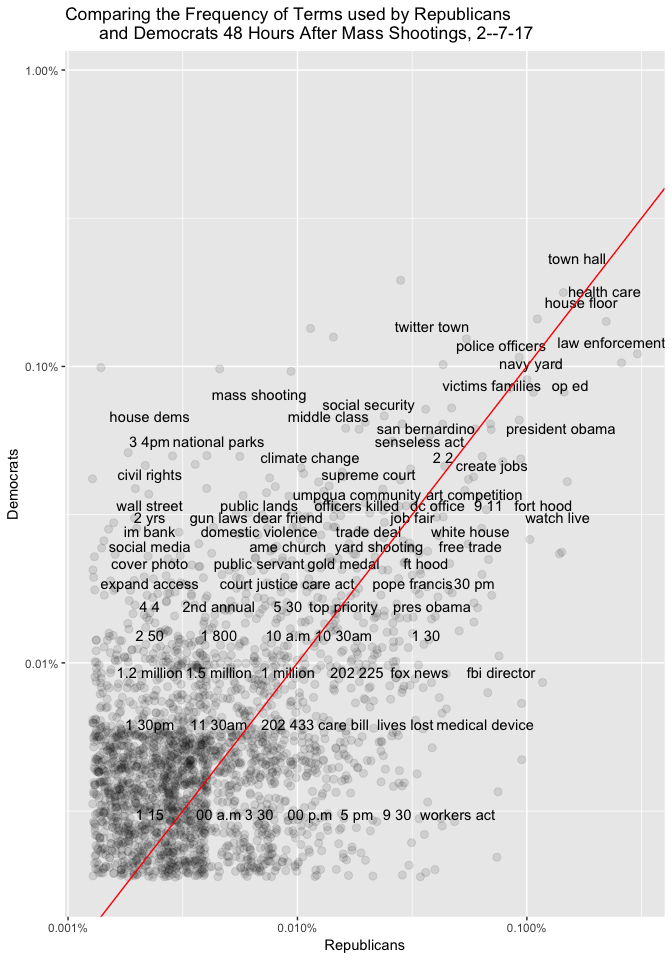 Comparing the Frequency of Terms used by Republicans
and Democrats 48 Hours After Mass Shootings, 2--7-17
1.00%
town hall
health care
house floor
twitter town
law enforcement
police officers
0.10%
navy yard
victims families op ed
mass shooting
social security
house dems middle class
san bernardino president obama
3 4pm national parks senseless act
climate change 2 2
create jobs
civil rights supreme court
Democrats
umpqua community art competition
wall street public lands officers killed dc office 9 11 fort hood
2 yrs gun laws dear friend job fair watch live
im bank domestic violence trade deal white house
social media ame church yard shooting free trade
cover photo public servant gold medal ft hood
expand access court justice care act pope francis 30 pm
4 4 2nd annual 5 30 top priority pres obama
2 50 1 800 10 a.m 10 30am 1 30
0.01%
1.2 million 1.5 million 1 million 202 225 fox news fbi director
1 30pm 11 30am 202 433 care bill lives lost medical device
1 15 00 a.m 3 30 00 p.m 5 pm 9 30 workers act
0.001% 0.010% 0.100%
Republicans